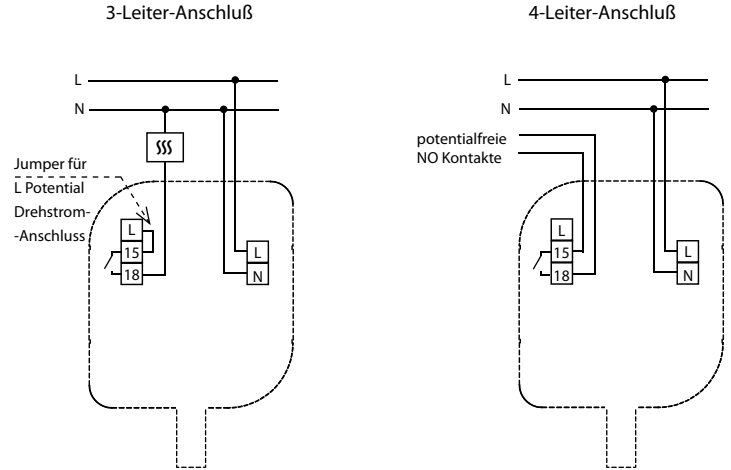 3-Leiter-Anschluß
L
N
Jumper für
L Potential
Drehstrom-
-Anschluss
L
15
18
L
N
4-Leiter-Anschluß
L
N
potentialfreie
NO Kontakte
L
15
18
L
N